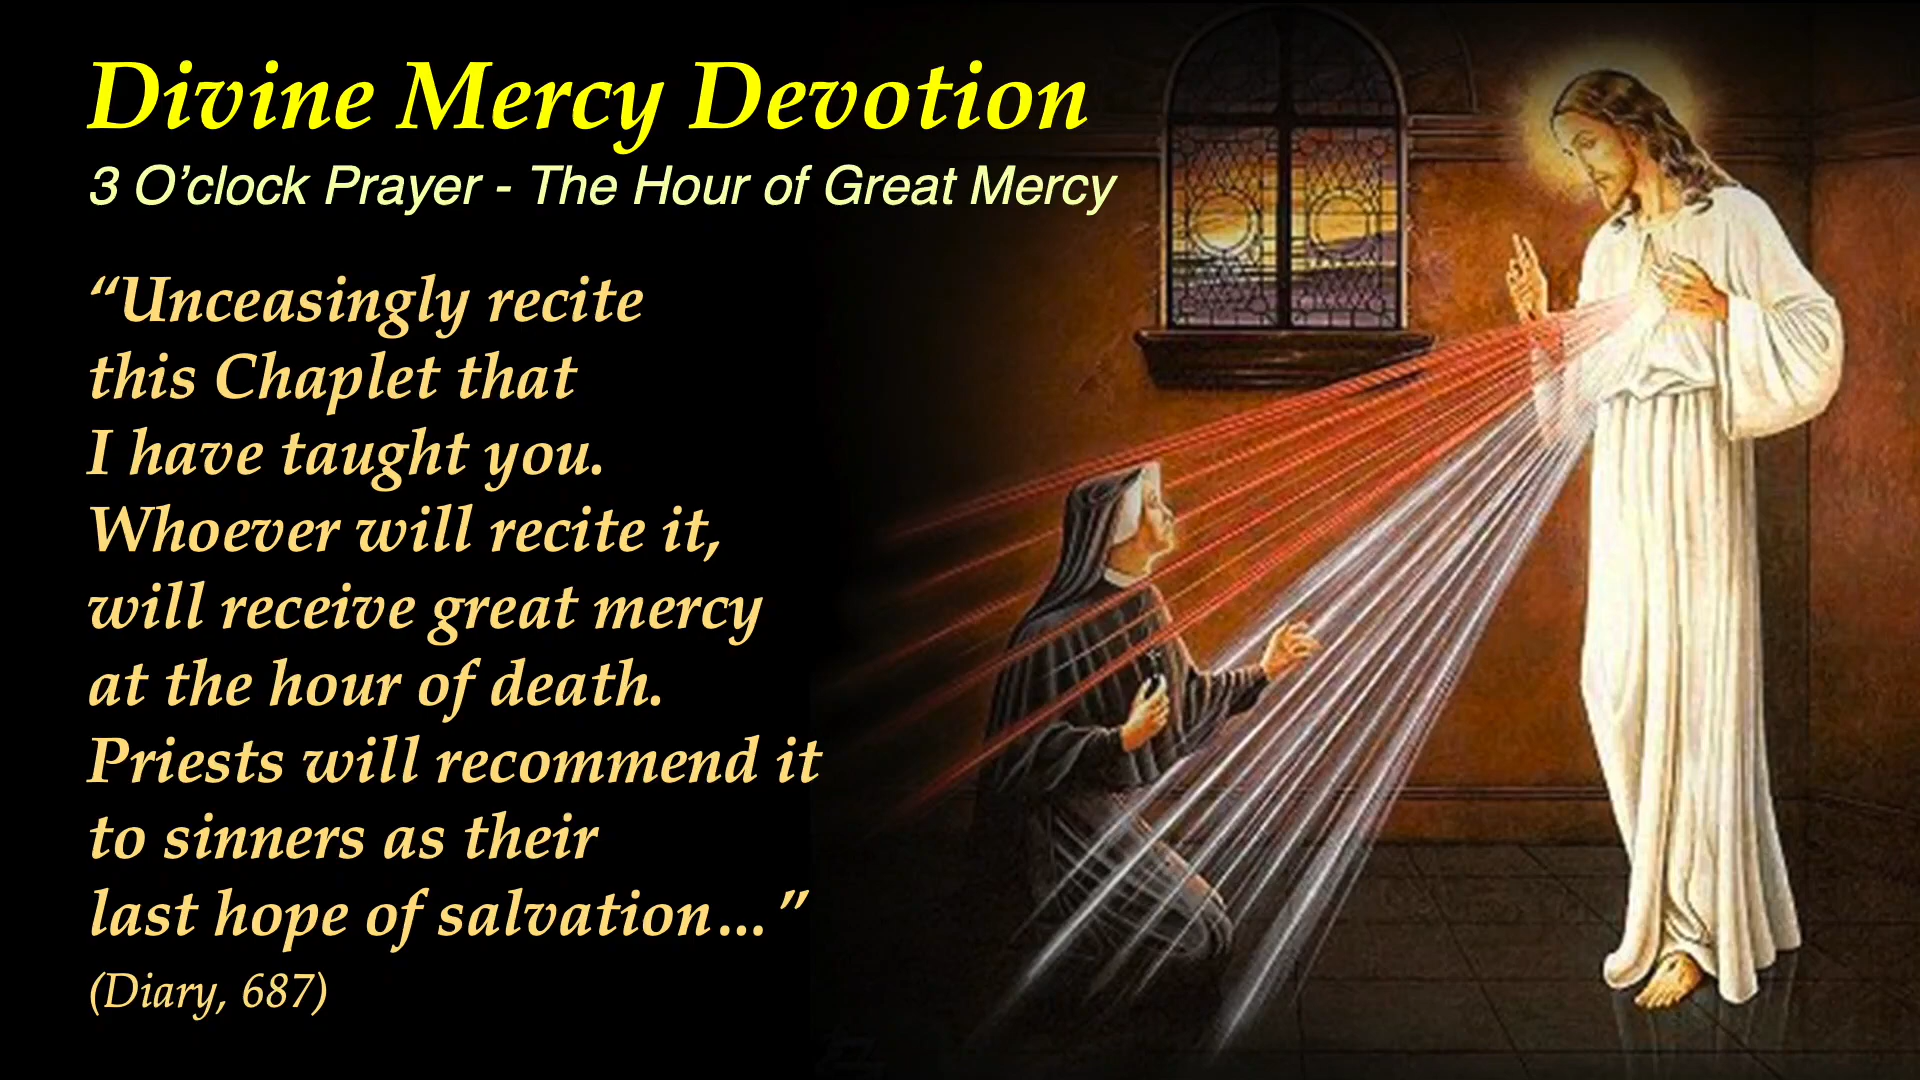 Divine Mercy Devotion
3 O’clock Prayer - The Hour of Great Mercy
“Unceasingly recite
this Chaplet that
I have taught you.
Whoever will recite it,
will receive great mercy
at the hour of death.
Priests will recommend it
to sinners as their
last hope of salvation...”
(Diary, 687)